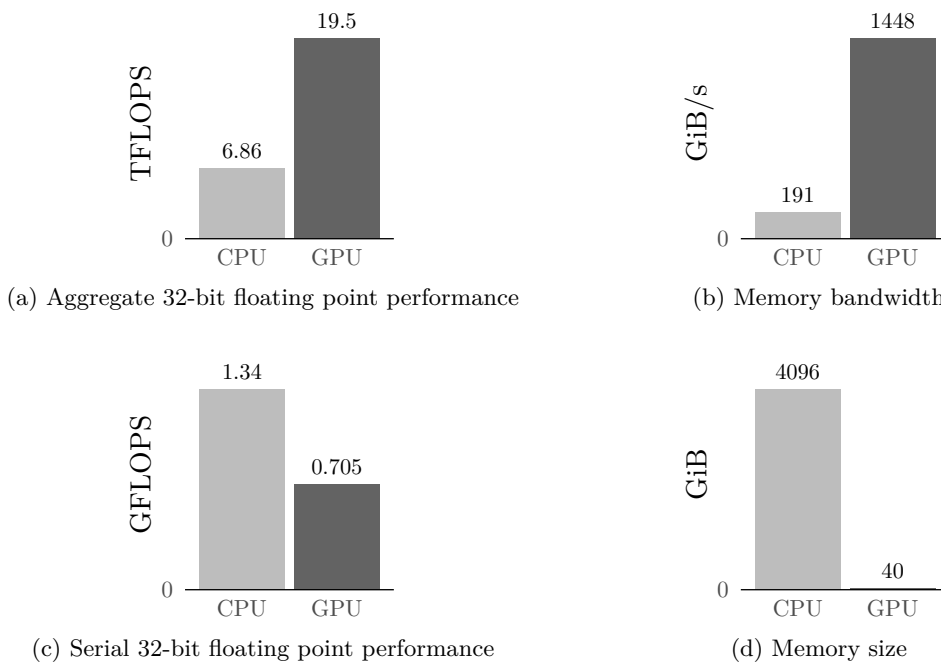 19.5
TFLOPS
6.86
0
CPU
GPU
(a) Aggregate 32-bit floating point performance
1448
GiB/s
191
CPU
GPU
(b) Memory bandwidth
1.34
GFLOPS
0.705
0
CPU
GPU
(c) Serial 32-bit floating point performance
4096
GiB
40
0
CPU
GPU
(d) Memory size